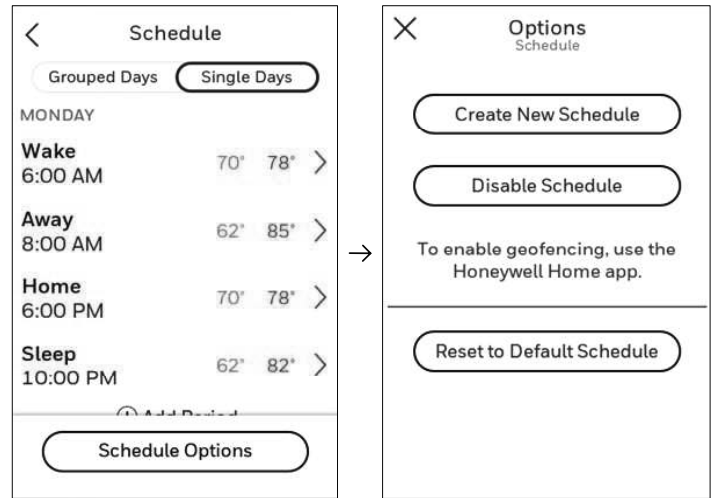 Schedule
Grouped Days Single Days
MONDAY
Wake
6:00 AM 70° 78°
Away
8:00 AM 62° 85°
Home
6:00 PM 70° 78°
Sleep
10:00 PM 62° 82°
Add Period
Schedule Options
Options
Schedule
Create New Schedule
Disable Schedule
To enable geofencing, use the
Honeywell Home app.
Reset to Default Schedule